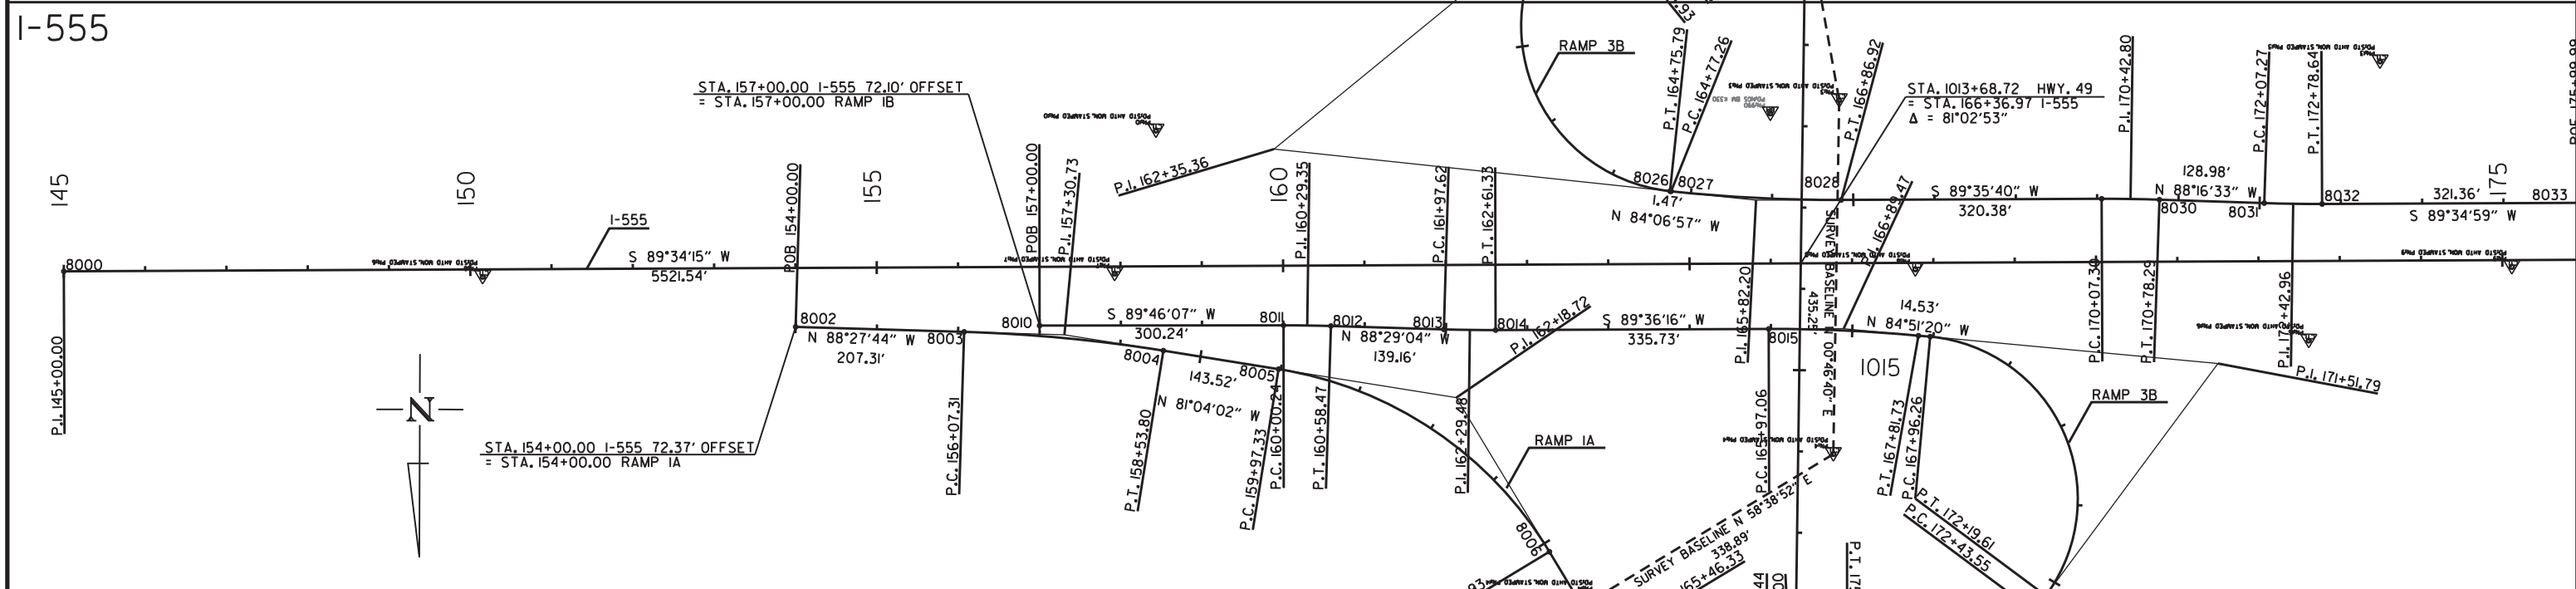 I-555
RAMP 3B
P.T. 164+75.79
P.C. 164+77.26
P.T. 166+86.92
STA. 1013+68.72 HWY. 49
= STA. 166+36.97 I-555
Δ = 81°02'53"
P.I. 170+42.80
P.C. 172+07.27
P.T. 172+78.64
STA. 157+00.00 I-555 72.10' OFFSET
= STA. 157+00.00 RAMP 1B
P.I. 162+35.36
145
150
155
160
175
I-555
POB 154+00.00
POB 157+00.00
P.I. 157+30.73
P.I. 160+29.35
P.C. 161+97.62
P.T. 162+61.33
8026
8027
1.47'
N 84°06'57" W
8028
S 89°35'40" W
320.38'
128.98'
N 88°16'33" W
8030
8031
8032
321.36'
S 89°34'59" W
8033
8000
S 89°34'15" W
5521.54'
P.I. 145+00.00
8002
N 88°27'44" W
207.31'
8003
8010
S 89°46'07" W
300.24'
8011
8012
N 88°29'04" W
139.16'
8013
8014
P.I. 162+18.72
S 89°36'16" W
335.73'
P.I. 165+82.20
8015
435.25'
SURVEY BASELINE N 00°46'40" E
14.53'
N 84°51'20" W
1015
P.C. 170+07.30
P.T. 170+78.29
P.I. 171+51.79
8004
143.52'
N 81°04'02" W
8005
P.C. 156+07.31
P.T. 158+53.80
P.C. 159+97.33
P.C. 160+00.24
P.T. 160+58.47
P.I. 162+29.48
P.C. 165+97.06
P.T. 167+81.73
P.C. 167+96.26
P.T. 172+19.61
P.C. 172+43.55
RAMP 3B
N
STA. 154+00.00 I-555 72.37' OFFSET
= STA. 154+00.00 RAMP 1A
RAMP 1A
8006
SURVEY BASELINE N 58°38'52" E
338.89'